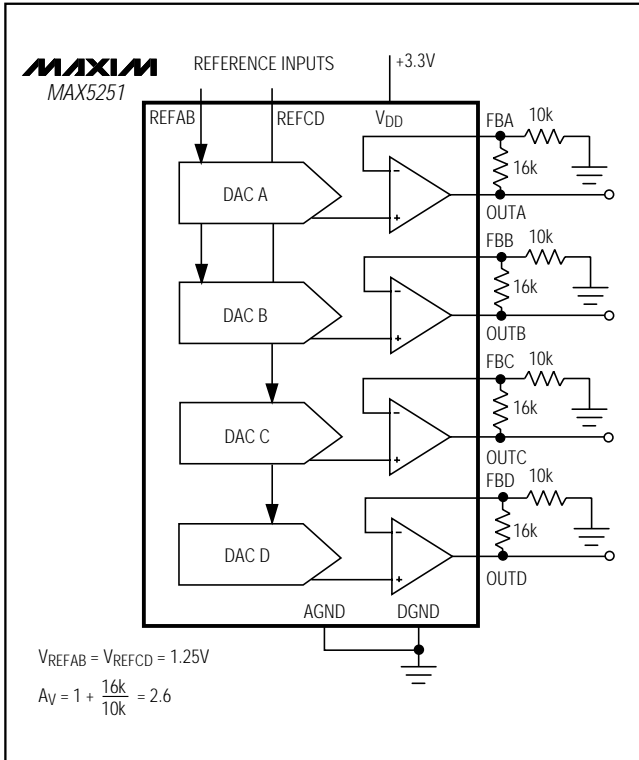 MAXIM
MAX5251
REFERENCE INPUTS
+3.3V
REFAB
REFCD
VDD
FBA
10k
16k
DAC A
-
+
OUTA
FBB
10k
16k
DAC B
-
+
OUTB
FBC
10k
16k
DAC C
-
+
OUTC
FBD
10k
16k
DAC D
-
+
OUTD
AGND
DGND
VREFAB = VREFCD = 1.25V
AV = 1 + 16k/10k = 2.6